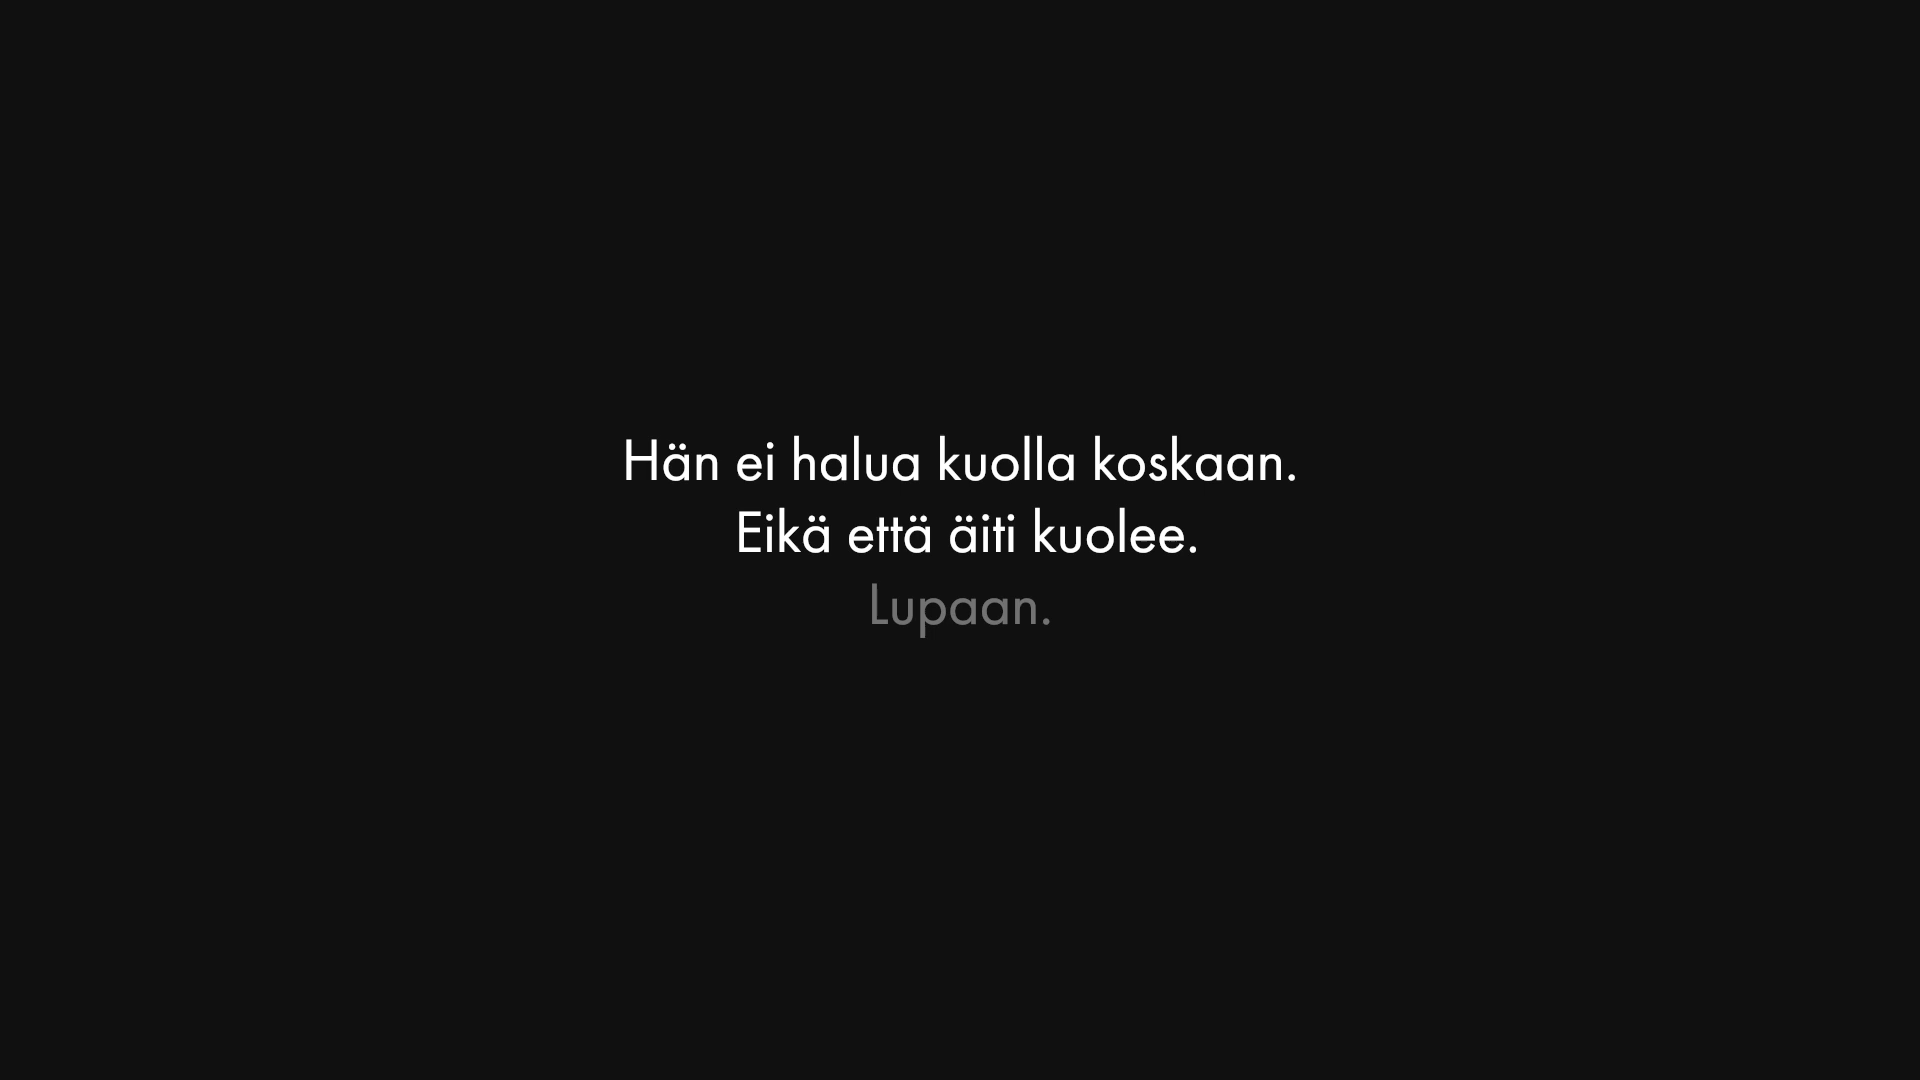 Hän ei halua kuolla koskaan.
Eikä että äiti kuolee.
Lupaan.